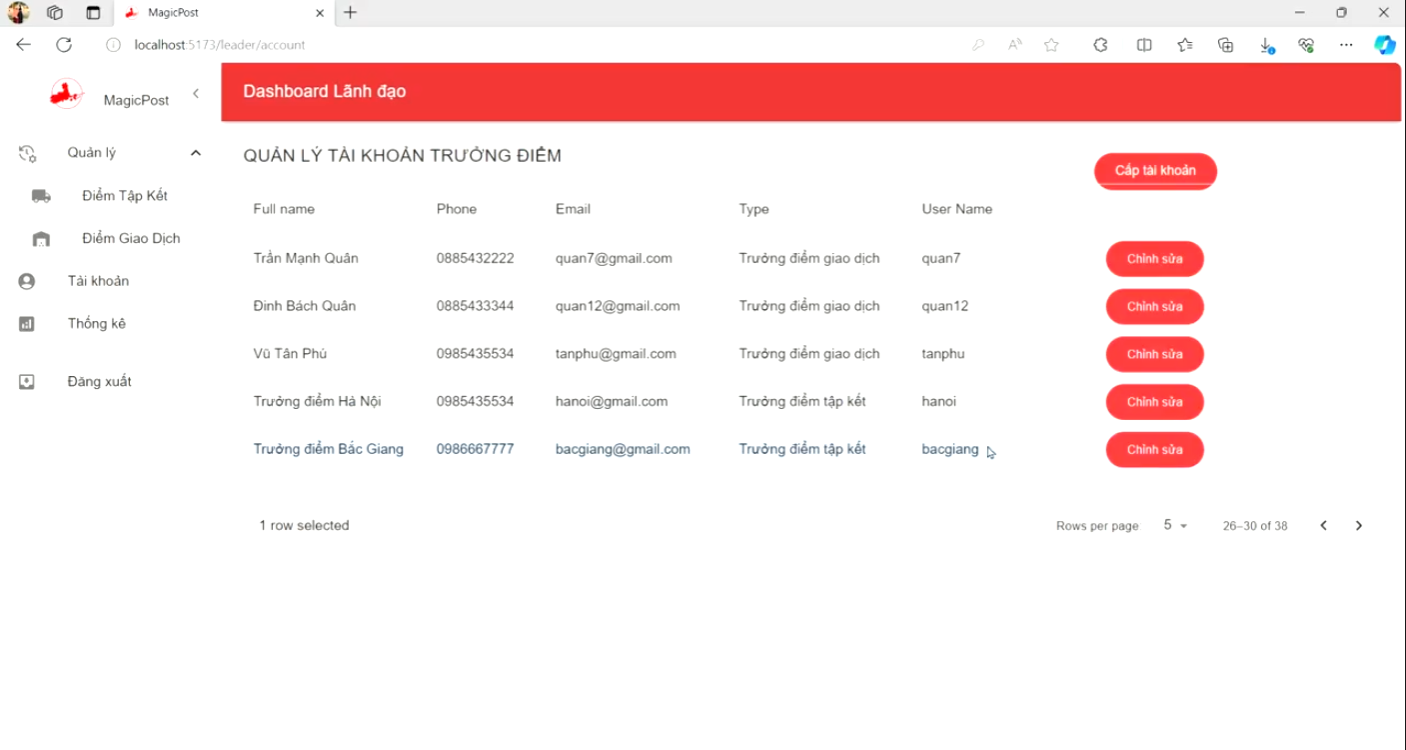 MagicPost
localhost:5173/leader/account
MagicPost
Dashboard Lãnh đạo
Quản lý
Điểm Tập Kết
Điểm Giao Dịch
Tài khoản
Thống kê
Đăng xuất
QUẢN LÝ TÀI KHOẢN TRƯỞNG ĐIỂM
Cấp tài khoản
Full name Phone Email Type User Name
Trần Mạnh Quân 0885432222 quan7@gmail.com Trưởng điểm giao dịch quan7 Chỉnh sửa
Đinh Bách Quân 0885433344 quan12@gmail.com Trưởng điểm giao dịch quan12 Chỉnh sửa
Vũ Tân Phú 0985435534 tanphu@gmail.com Trưởng điểm giao dịch tanphu Chỉnh sửa
Trưởng điểm Hà Nội 0985435534 hanoi@gmail.com Trưởng điểm tập kết hanoi Chỉnh sửa
Trưởng điểm Bắc Giang 0986667777 bacgiang@gmail.com Trưởng điểm tập kết bacgiang Chỉnh sửa
1 row selected Rows per page 5 26–30 of 38